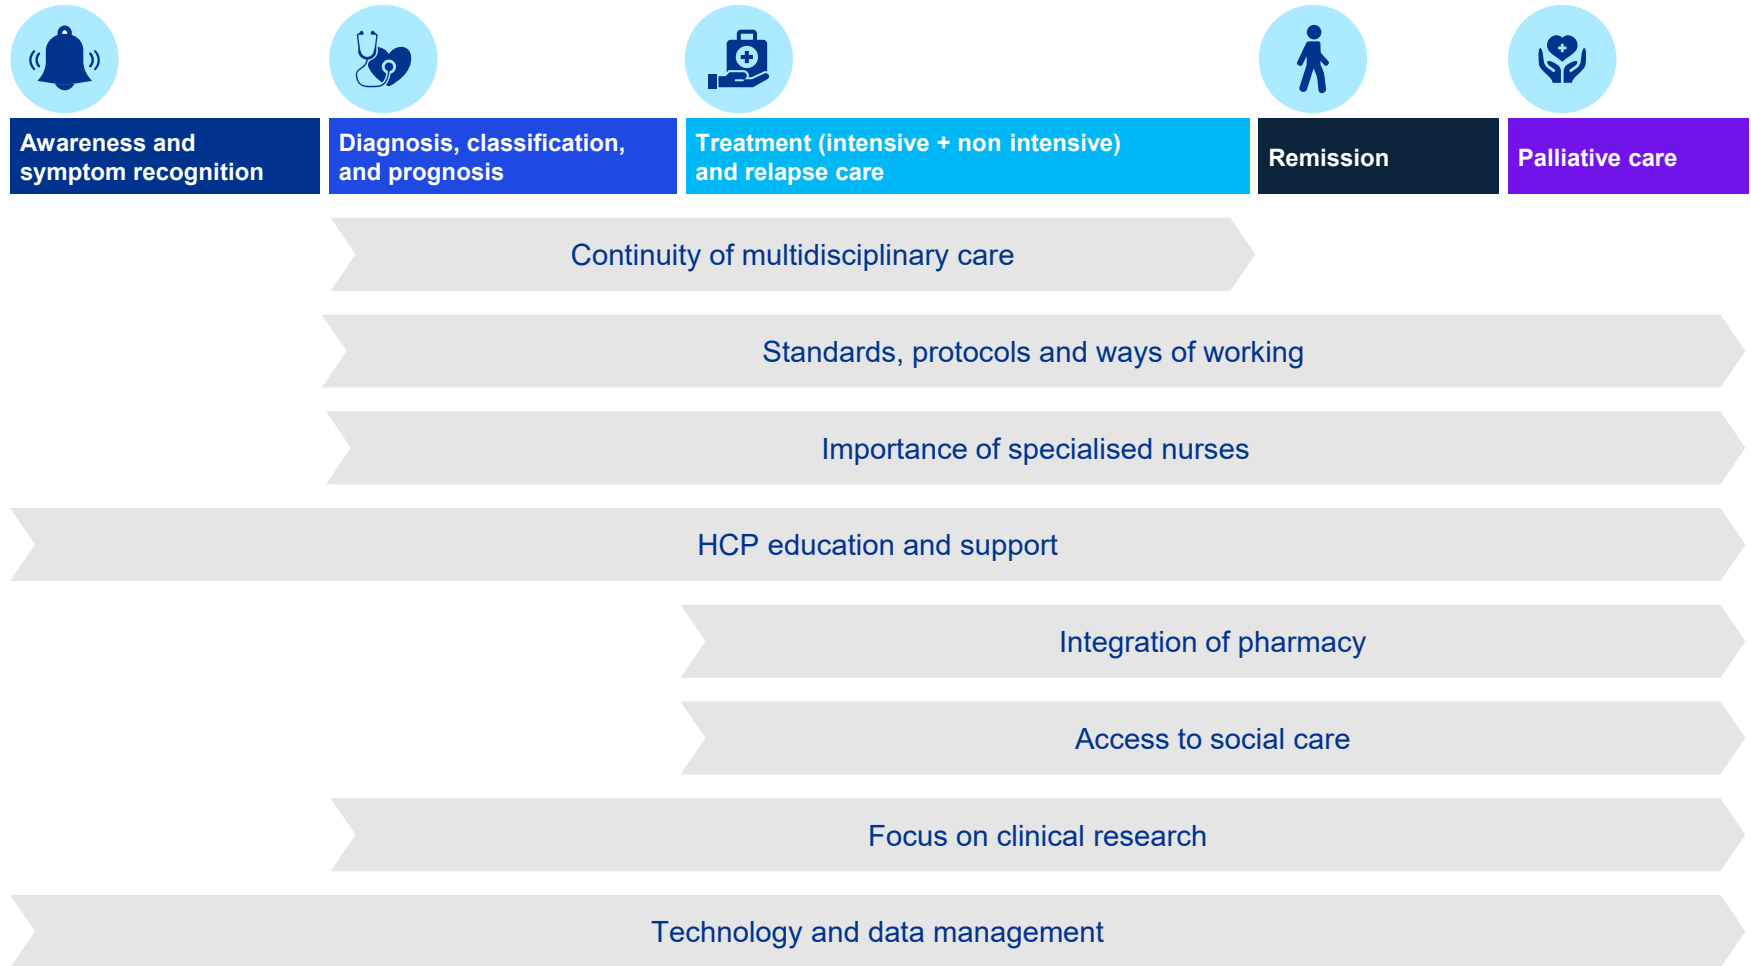 Awareness and
symptom recognition
Diagnosis, classification,
and prognosis
Treatment (intensive + non intensive)
and relapse care
Remission
Palliative care
Continuity of multidisciplinary care
Standards, protocols and ways of working
Importance of specialised nurses
HCP education and support
Integration of pharmacy
Access to social care
Focus on clinical research
Technology and data management